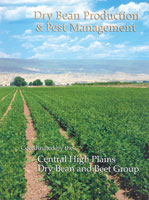 Dry Bean Production
& Pest Management
Central High Plains
Dry Bean and Beet Group